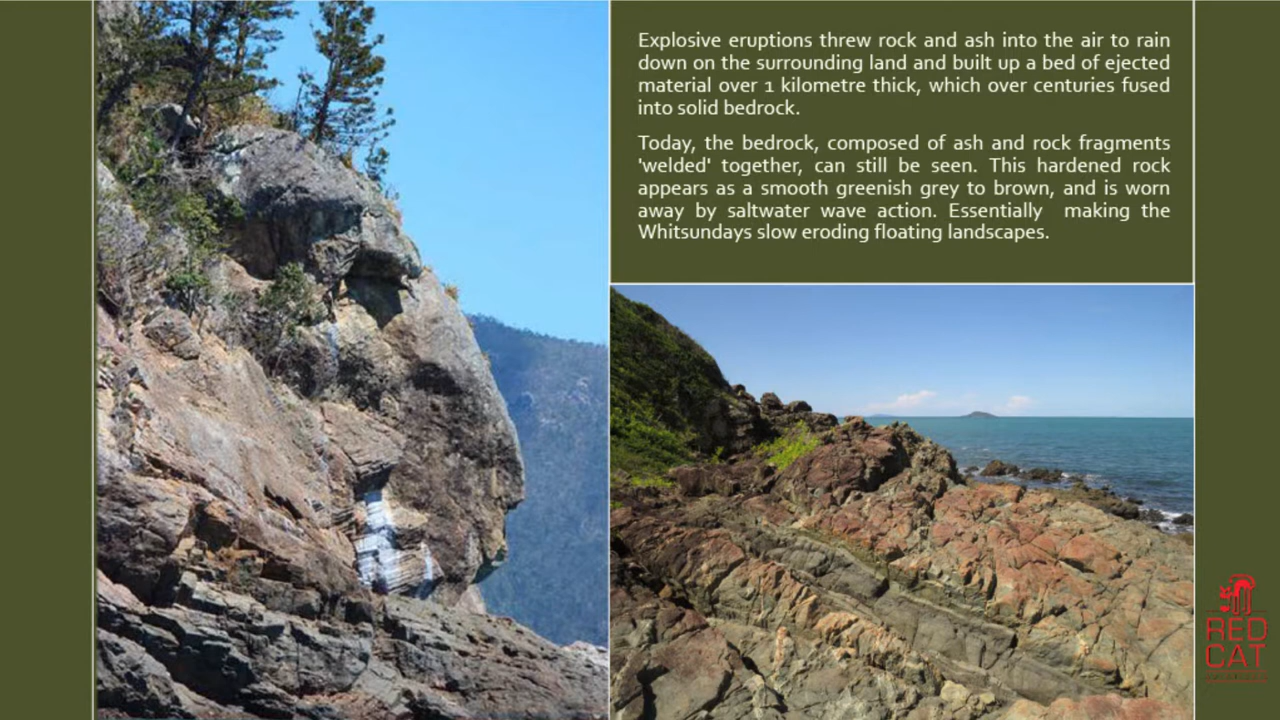 Explosive eruptions threw rock and ash into the air to rain
down on the surrounding land and built up a bed of ejected
material over 1 kilometre thick, which over centuries fused
into solid bedrock.
Today, the bedrock, composed of ash and rock fragments
'welded' together, can still be seen. This hardened rock
appears as a smooth greenish grey to brown, and is worn
away by saltwater wave action. Essentially making the
Whitsundays slow eroding floating landscapes.
RED
CAT